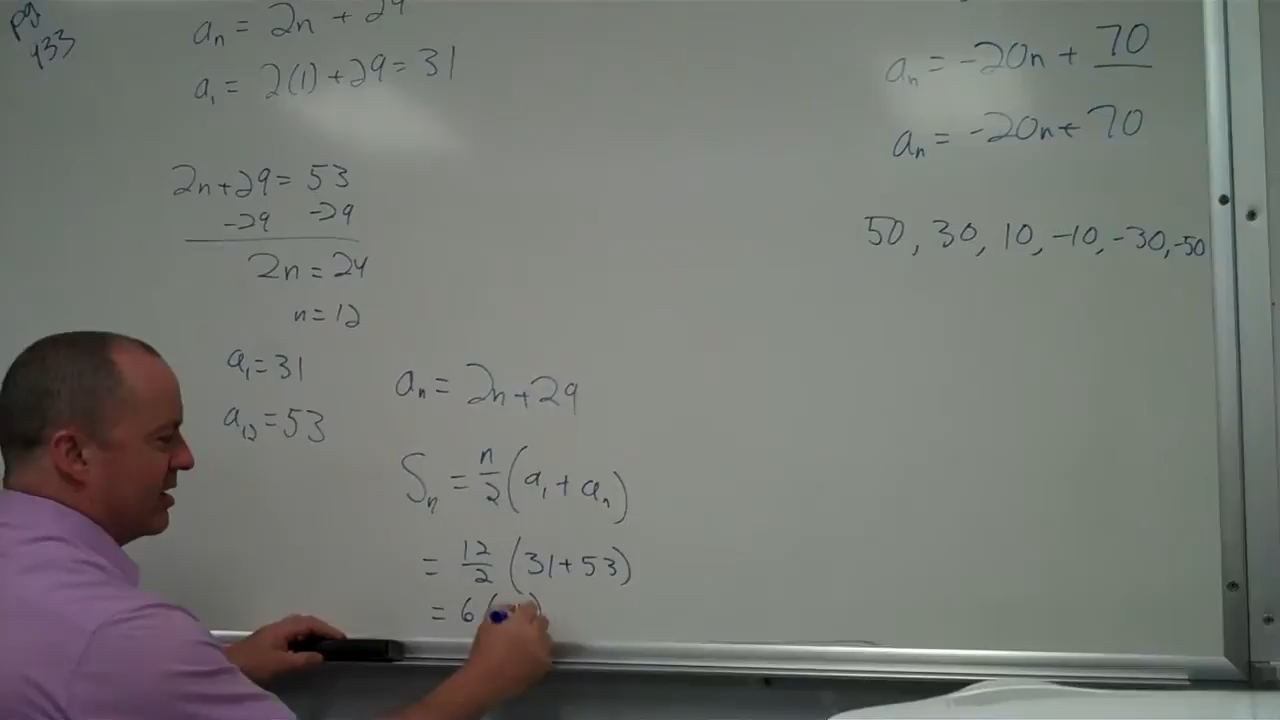 pg
433
aₙ = 2n + 29
a₁ = 2(1) + 29 = 31
2n + 29 = 53
-29 -29
2n = 24
n = 12
a₁ = 31
a₁₂ = 53
aₙ = 2n + 29
Sₙ = n/2 (a₁ + aₙ)
= 12/2 (31 + 53)
= 6 (
aₙ = -20n + 70
aₙ = -20n + 70
50, 30, 10, -10, -30, -50